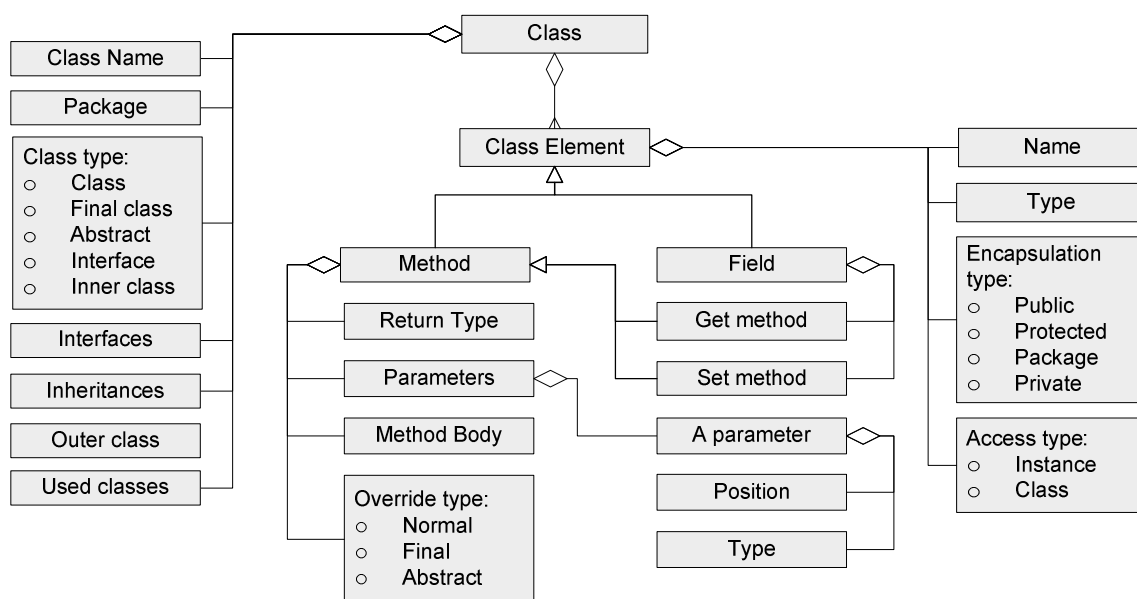 Class
Class Name
Package
Class type:
○ Class
○ Final class
○ Abstract
○ Interface
○ Inner class
Interfaces
Inheritances
Outer class
Used classes
Class Element
Name
Type
Encapsulation
type:
○ Public
○ Protected
○ Package
○ Private
Access type:
○ Instance
○ Class
Method
Return Type
Parameters
Method Body
Override type:
○ Normal
○ Final
○ Abstract
Field
Get method
Set method
A parameter
Position
Type